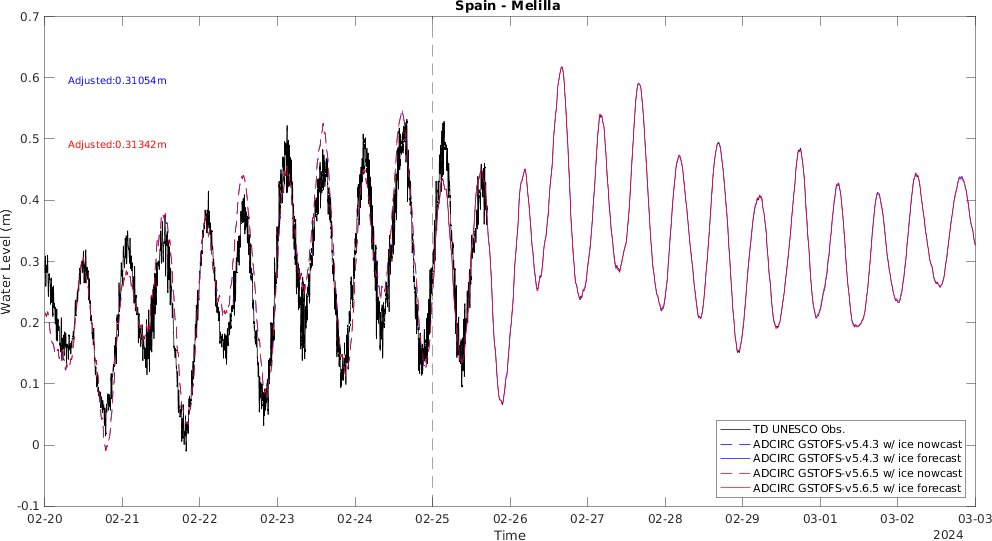 Spain - Melilla
0.7
0.6
0.5
0.4
0.3
0.2
0.1
0
-0.1
Water Level (m)
Adjusted:0.31054m
Adjusted:0.31342m
TD UNESCO Obs.
ADCIRC GSTOFS-v5.4.3 w/ ice nowcast
ADCIRC GSTOFS-v5.4.3 w/ ice forecast
ADCIRC GSTOFS-v5.6.5 w/ ice nowcast
ADCIRC GSTOFS-v5.6.5 w/ ice forecast
02-20 02-21 02-22 02-23 02-24 02-25 02-26 02-27 02-28 02-29 03-01 03-02 03-03
Time
2024